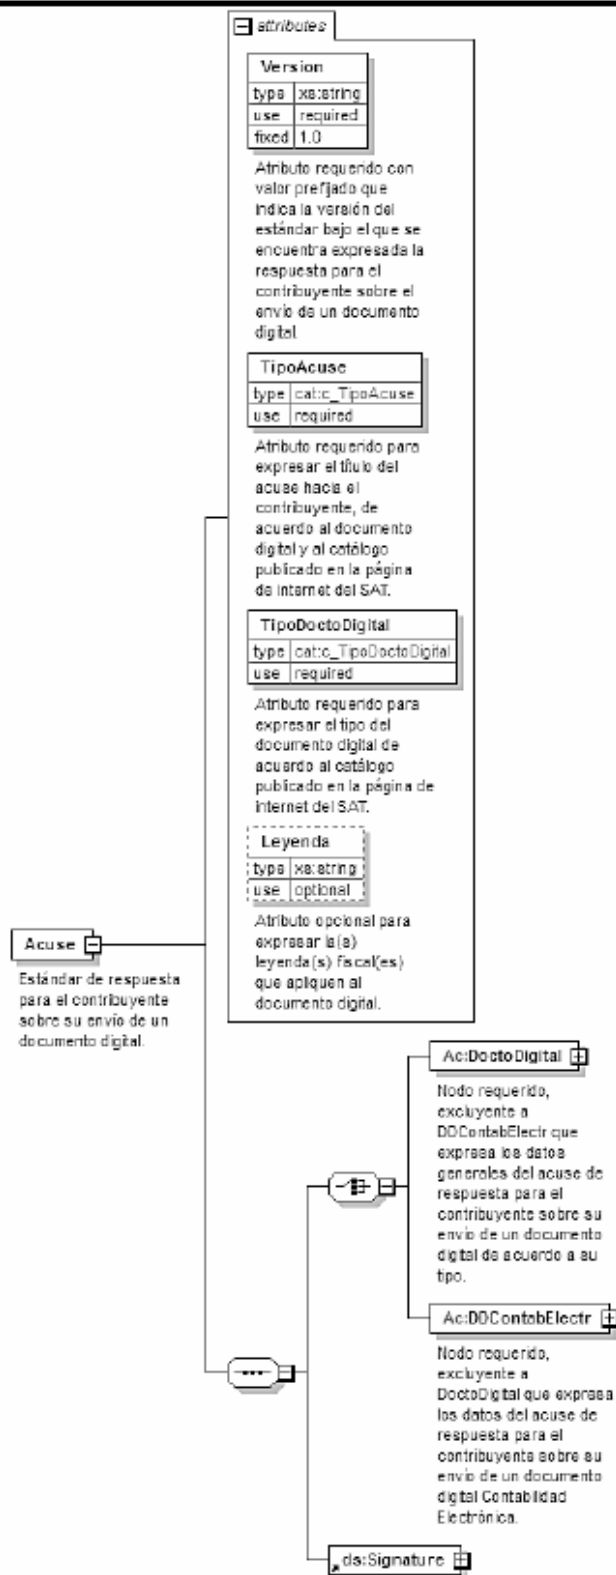 attributes
Version
type xs:string
use required
fixed 1.0
Atributo requerido con
valor prefijado que
indica la versión del
estándar bajo el que se
encuentra expresada la
respuesta para el
contribuyente sobre el
envío de un documento
digital
TipoAcuse
type cat:c_TipoAcuse
use required
Atributo requerido para
expresar el título del
acuse hacia el
contribuyente, de
acuerdo al documento
digital y al catálogo
publicado en la página
de internet del SAT.
TipoDoctoDigital
type cat:c_TipoDoctoDigital
use required
Atributo requerido para
expresar el tipo del
documento digital de
acuerdo al catálogo
publicado en la página de
internet del SAT.
Leyenda
type xs:string
use optional
Atributo opcional para
expresar la(s)
leyenda(s) fiscal(es)
que apliquen al
documento digital.
Acuse
Estándar de respuesta
para el contribuyente
sobre su envío de un
documento digital.
Ac:DoctoDigital
Nodo requerido,
excluyente a
DDContabElectr que
expresa los datos
generales del acuse de
respuesta para el
contribuyente sobre su
envío de un documento
digital de acuerdo a su
tipo.
Ac:DDContabElectr
Nodo requerido,
excluyente a
DoctoDigital que expresa
los datos del acuse de
respuesta para el
contribuyente sobre su
envío de un documento
digital Contabilidad
Electrónica.
ds:Signature